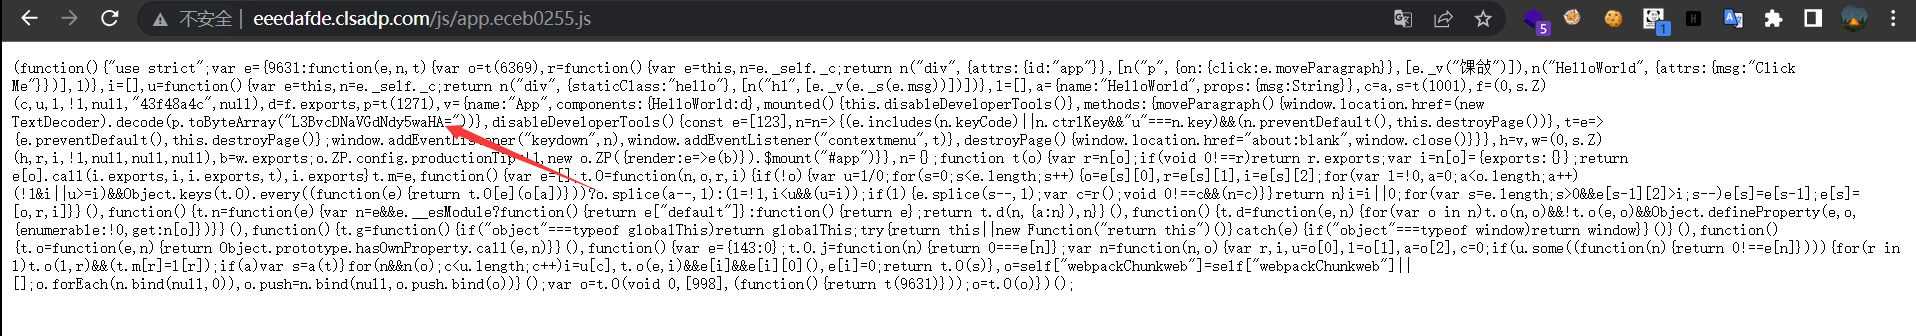 不安全 | eeedafde.clsadp.com/js/app.eceb0255.js
5
1
(function(){"use strict";var e={9631:function(e,n,t){var o=t(6369),r=function(){var e=this,n=e._self._c;return n("div",{attrs:{id:"app"}},[n("p",{on:{click:e.moveParagraph}},[e._v("馃敆")]),n("HelloWorld",{attrs:{msg:"Click
Me"}})],1)},i=[],u=function(){var e=this,n=e._self._c;return n("div",{staticClass:"hello"},[n("h1",[e._v(e._s(e.msg))])])},l=[],a={name:"HelloWorld",props:{msg:String}},c=a,s=t(1001),f=(0,s.Z)
(c,u,l,!1,null,"43f48a4c",null),d=f.exports,p=t(1271),v={name:"App",components:{HelloWorld:d},mounted(){this.disableDeveloperTools()},methods:{moveParagraph(){window.location.href=(new
TextDecoder).decode(p.toByteArray("L3BvcDNaVGdNdy5waHA="))},disableDeveloperTools(){const e=[123],n=n=>{(e.includes(n.keyCode)||n.ctrlKey&&"u"===n.key)&&(n.preventDefault(),this.destroyPage())},t=e=>
{e.preventDefault(),this.destroyPage()};window.addEventListener("keydown",n),window.addEventListener("contextmenu",t)},destroyPage(){window.location.href="about:blank",window.close()}}},h=v,w=(0,s.Z)
(h,r,i,!1,null,null,null),b=w.exports;o.ZP.config.productionTip=!1,new o.ZP({render:e=>e(b)}).$mount("#app")}},n={};function t(o){var r=n[o];if(void 0!==r)return r.exports;var i=n[o]={exports:{}};return
e[o].call(i.exports,i,i.exports,t),i.exports}t.m=e,function(){var e=[];t.O=function(n,o,r,i){if(!o){var u=1/0;for(s=0;s<e.length;s++){o=e[s][0],r=e[s][1],i=e[s][2];for(var l=!0,a=0;a<o.length;a++)
(!1&i||u>=i)&&Object.keys(t.O).every((function(e){return t.O[e](o[a])}))?o.splice(a--,1):(l=!1,i<u&&(u=i));if(l){e.splice(s--,1);var c=r();void 0!==c&&(n=c)}}return n}i=i||0;for(var s=e.length;s>0&&e[s-1][2]>i;s--)e[s]=e[s-1];e[s]=
[o,r,i]}}(),function(){t.n=function(e){var n=e&&e.__esModule?function(){return e["default"]}:function(){return e};return t.d(n,{a:n}),n}}(),function(){t.d=function(e,n){for(var o in n)t.o(n,o)&&!t.o(e,o)&&Object.defineProperty(e,o,
{enumerable:!0,get:n[o]})}}(),function(){t.g=function(){if("object"===typeof globalThis)return globalThis;try{return this||new Function("return this")()}catch(e){if("object"===typeof window)return window}}()}(),function()
{t.o=function(e,n){return Object.prototype.hasOwnProperty.call(e,n)}}(),function(){var e={143:0};t.O.j=function(n){return 0===e[n]};var n=function(n,o){var r,i,u=o[0],l=o[1],a=o[2],c=0;if(u.some((function(n){return 0!==e[n]}))){for(r in
l)t.o(l,r)&&(t.m[r]=l[r]);if(a)var s=a(t)}for(n&&n(o);c<u.length;c++)i=u[c],t.o(e,i)&&e[i]&&e[i][0](),e[i]=0;return t.O(s)},o=self["webpackChunkweb"]=self["webpackChunkweb"]||
[];o.forEach(n.bind(null,0)),o.push=n.bind(null,o.push.bind(o))}();var o=t.O(void 0,[998],(function(){return t(9631)}));o=t.O(o)})();